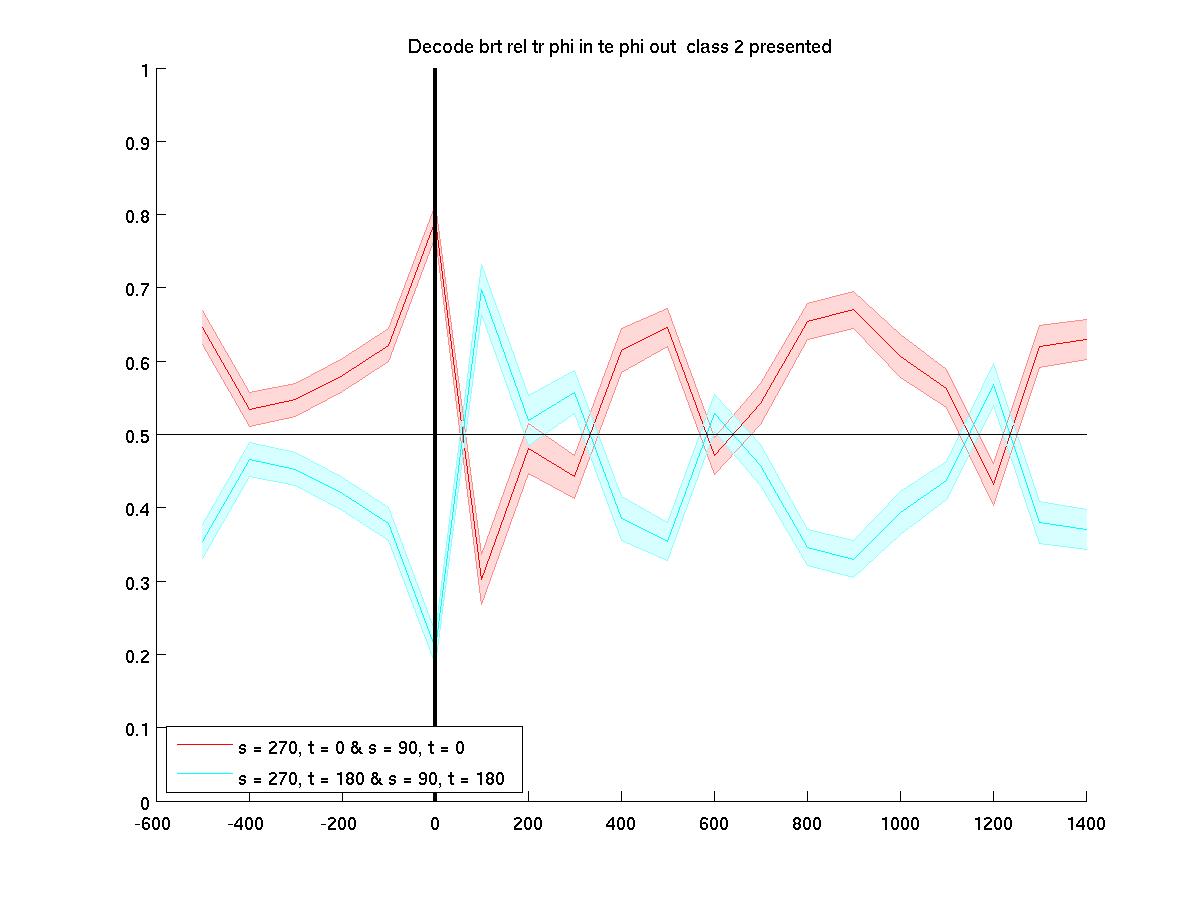 Decode brt rel tr phi in te phi out  class 2 presented
1
0.9
0.8
0.7
0.6
0.5
0.4
0.3
0.2
0.1
0
s = 270, t = 0 & s = 90, t = 0
s = 270, t = 180 & s = 90, t = 180
-600 -400 -200 0 200 400 600 800 1000 1200 1400